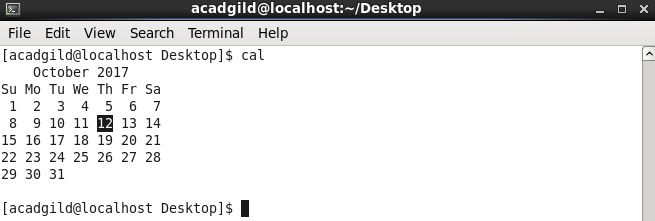 acadgild@localhost:~/Desktop
File Edit View Search Terminal Help
[acadgild@localhost Desktop]$ cal
    October 2017
Su Mo Tu We Th Fr Sa
 1  2  3  4  5  6  7
 8  9 10 11 12 13 14
15 16 17 18 19 20 21
22 23 24 25 26 27 28
29 30 31
[acadgild@localhost Desktop]$